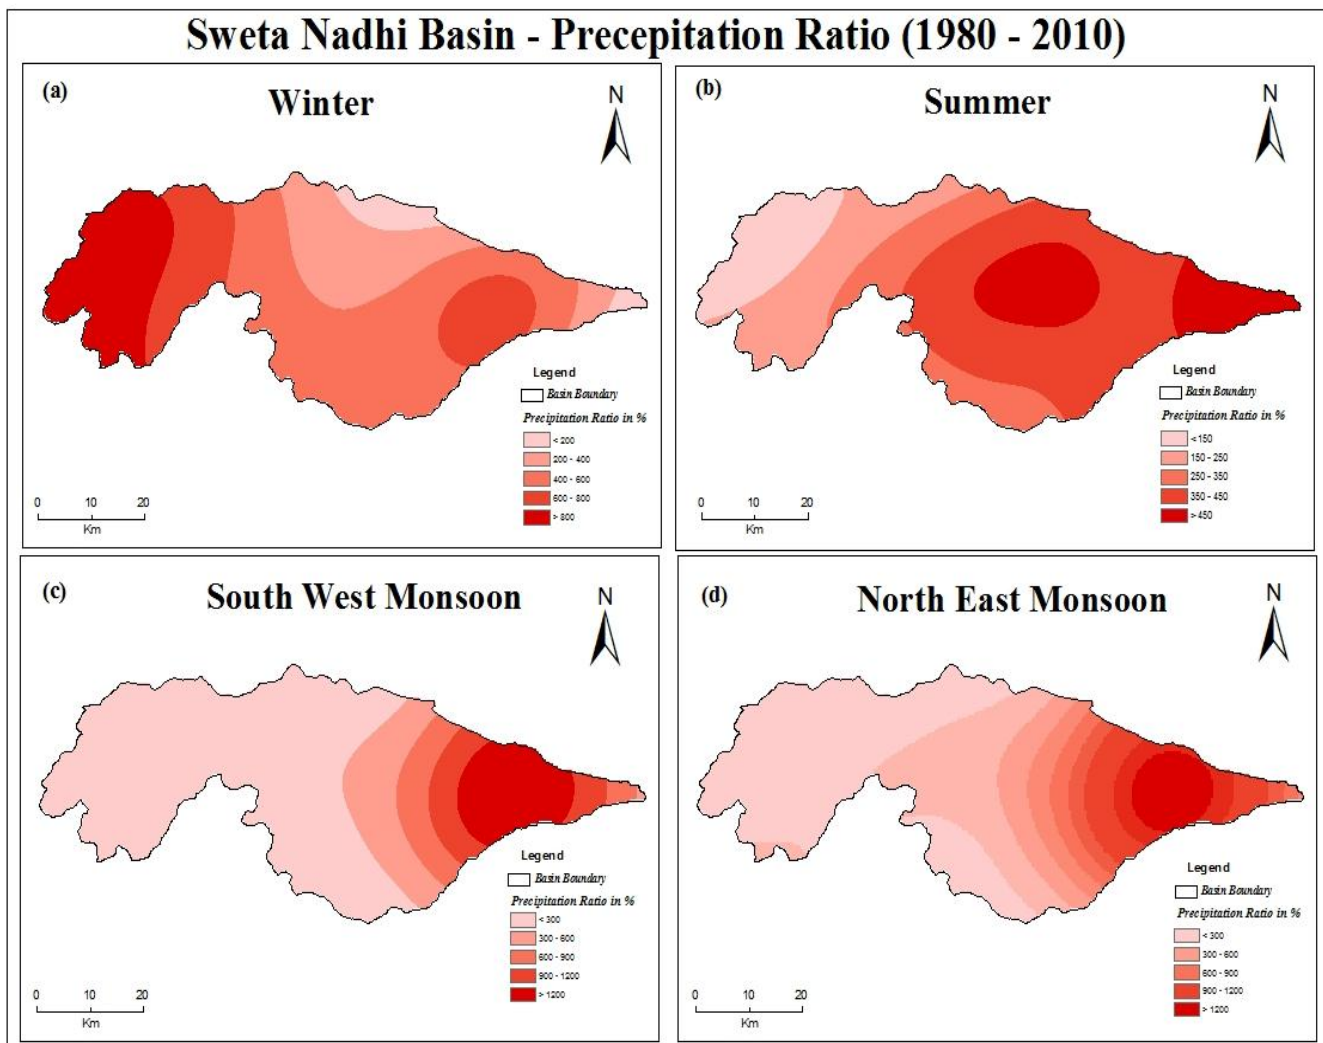 Sweta Nadhi Basin - Precepitation Ratio (1980 - 2010)
(a)
Winter
N
Legend
Basin Boundary
Precipitation Ratio in %
< 200
200 - 400
400 - 600
600 - 800
> 800
0 10 20
Km
(b)
Summer
N
Legend
Basin Boundary
Precipitation Ratio in %
< 150
150 - 250
250 - 350
350 - 450
> 450
0 10 20
Km
(c)
South West Monsoon
N
Legend
Basin Boundary
Precipitation Ratio in %
< 300
300 - 600
600 - 900
900 - 1200
> 1200
0 10 20
Km
(d)
North East Monsoon
N
Legend
Basin Boundary
Precipitation Ratio in %
< 300
300 - 600
600 - 900
900 - 1200
> 1200
0 10 20
Km